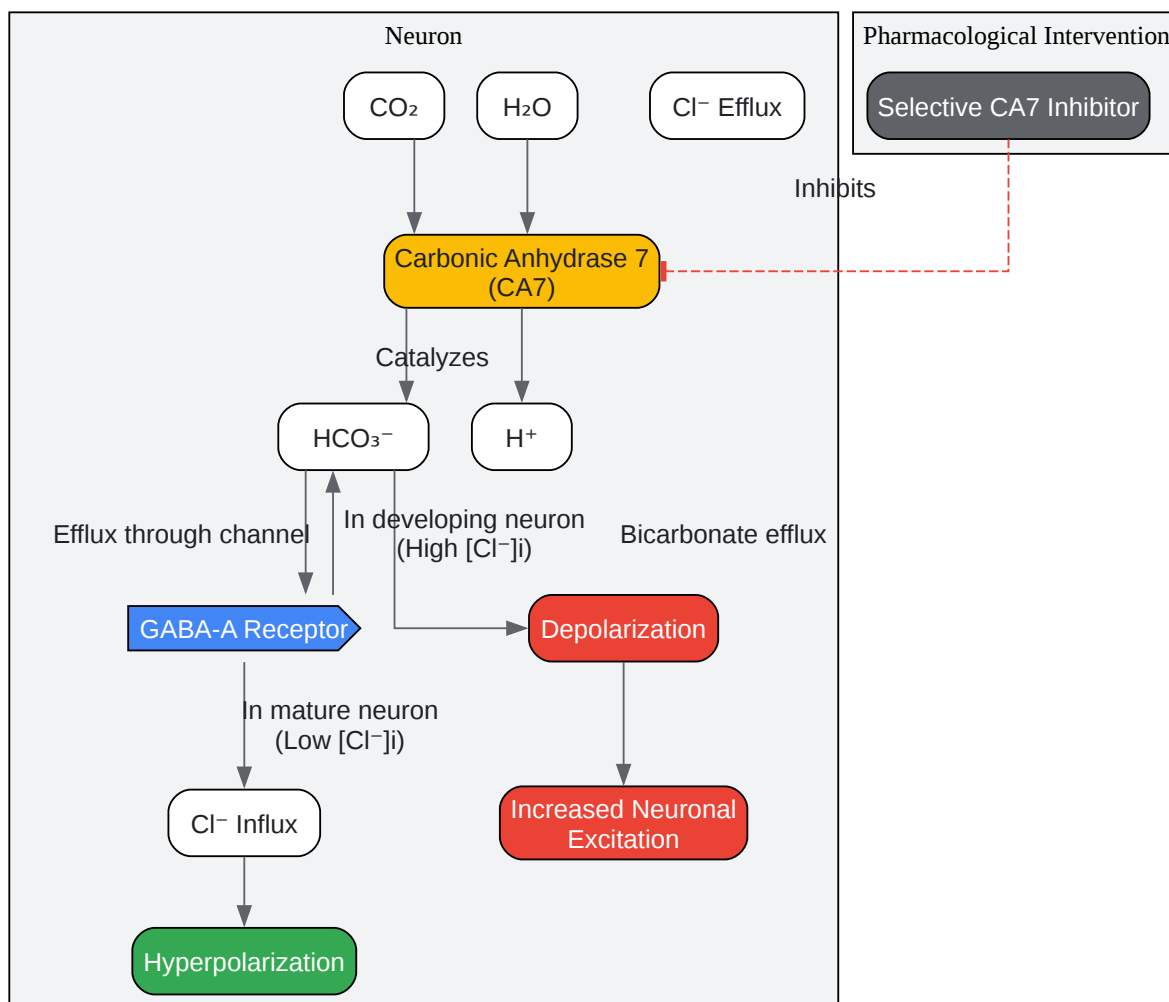 Neuron
Pharmacological Intervention
CO₂
H₂O
Cl⁻ Efflux
Selective CA7 Inhibitor
Inhibits
Carbonic Anhydrase 7
(CA7)
Catalyzes
HCO₃⁻
H⁺
Efflux through channel
In developing neuron
(High [Cl⁻]i)
Bicarbonate efflux
GABA-A Receptor
Depolarization
In mature neuron
(Low [Cl⁻]i)
Cl⁻ Influx
Increased Neuronal
Excitation
Hyperpolarization